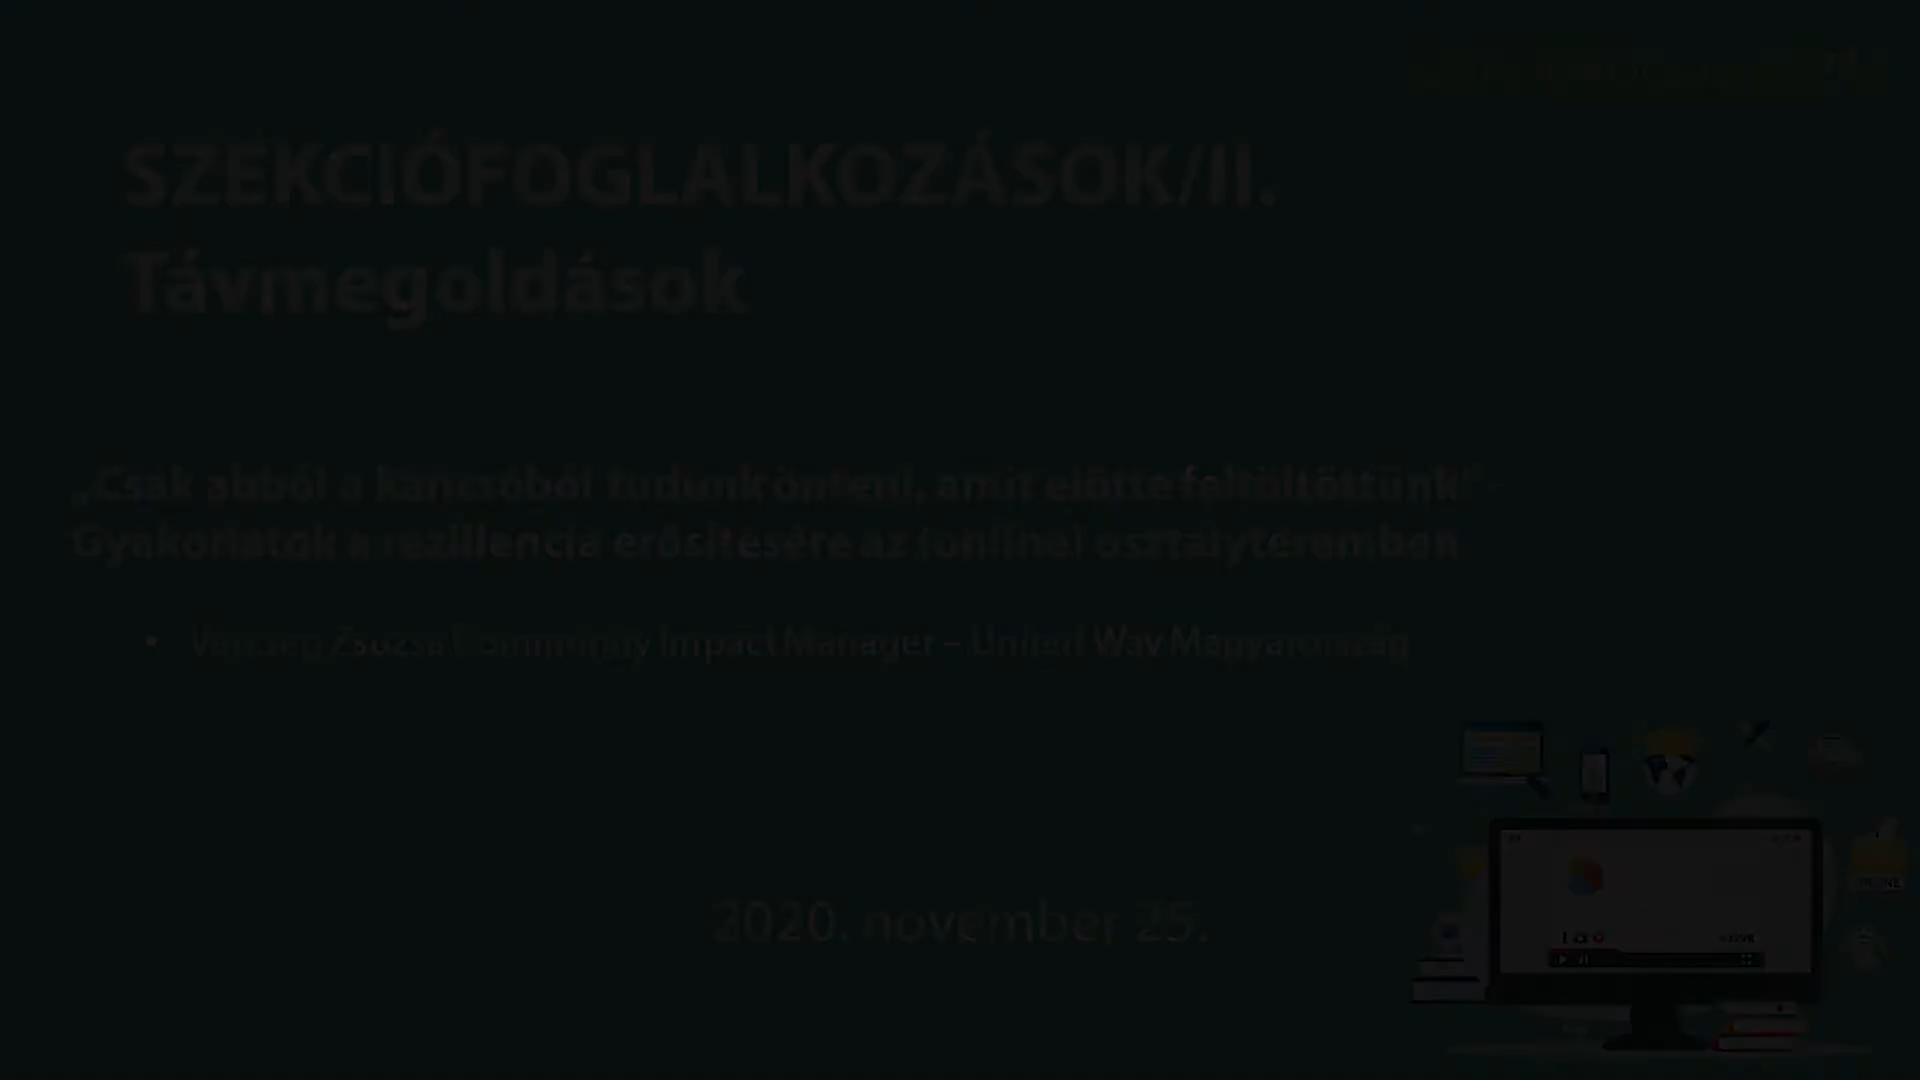 SZEKCIÓFOGLALKOZÁSOK/II.
Távmegoldások
„Csak abból a kancsóból tudunk önteni, amit előtte feltöltöttünk!” -
Gyakorlatok a reziliencia erősítésére az (online) osztályteremben
• Zsuzsa Community Impact Manager – United Way Magyarország
2020. november 25.